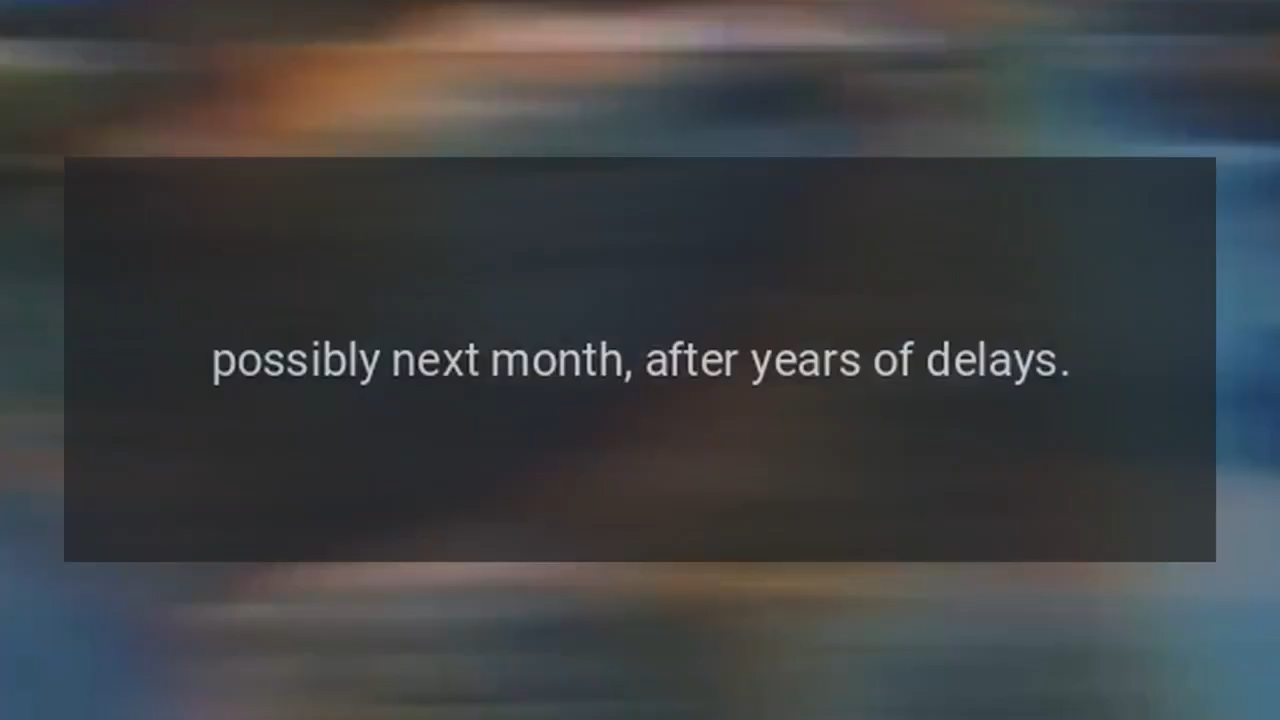 possibly next month, after years of delays.